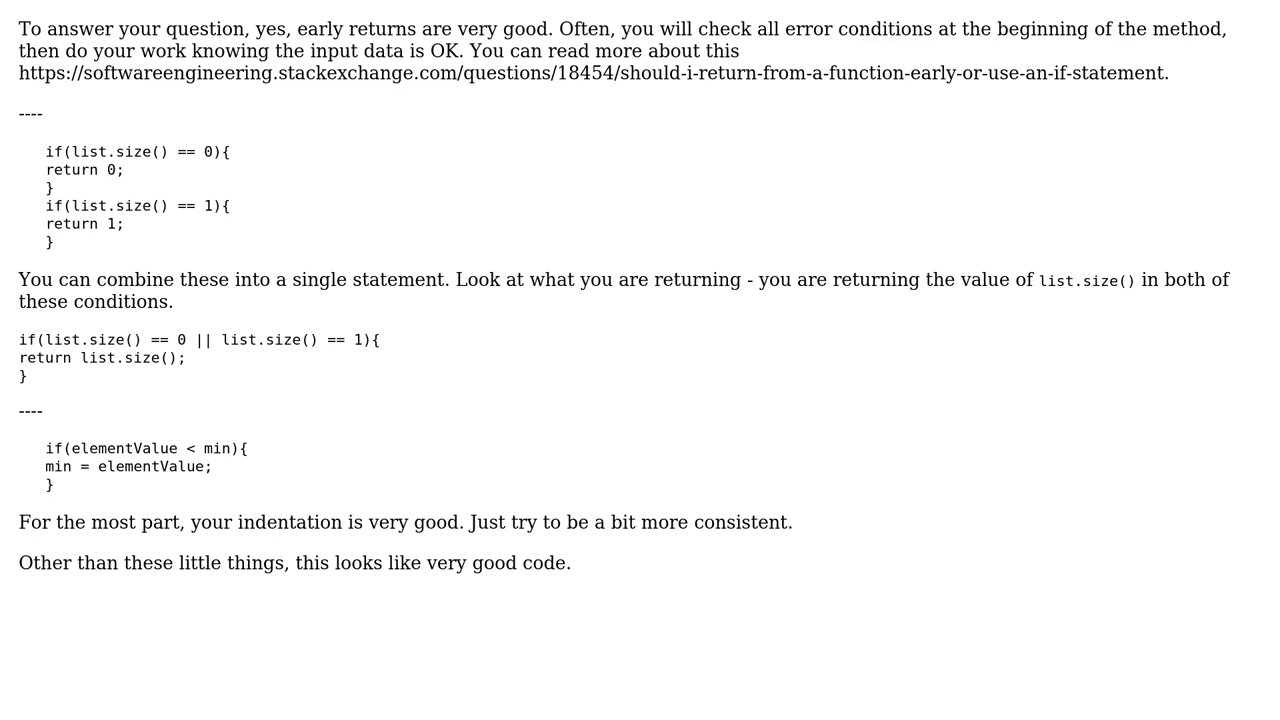 To answer your question, yes, early returns are very good. Often, you will check all error conditions at the beginning of the method,
then do your work knowing the input data is OK. You can read more about this
https://softwareengineering.stackexchange.com/questions/18454/should-i-return-from-a-function-early-or-use-an-if-statement.
----
if(list.size() == 0){
return 0;
}
if(list.size() == 1){
return 1;
}
You can combine these into a single statement. Look at what you are returning - you are returning the value of list.size() in both of
these conditions.
if(list.size() == 0 || list.size() == 1){
return list.size();
}
----
if(elementValue < min){
min = elementValue;
}
For the most part, your indentation is very good. Just try to be a bit more consistent.
Other than these little things, this looks like very good code.